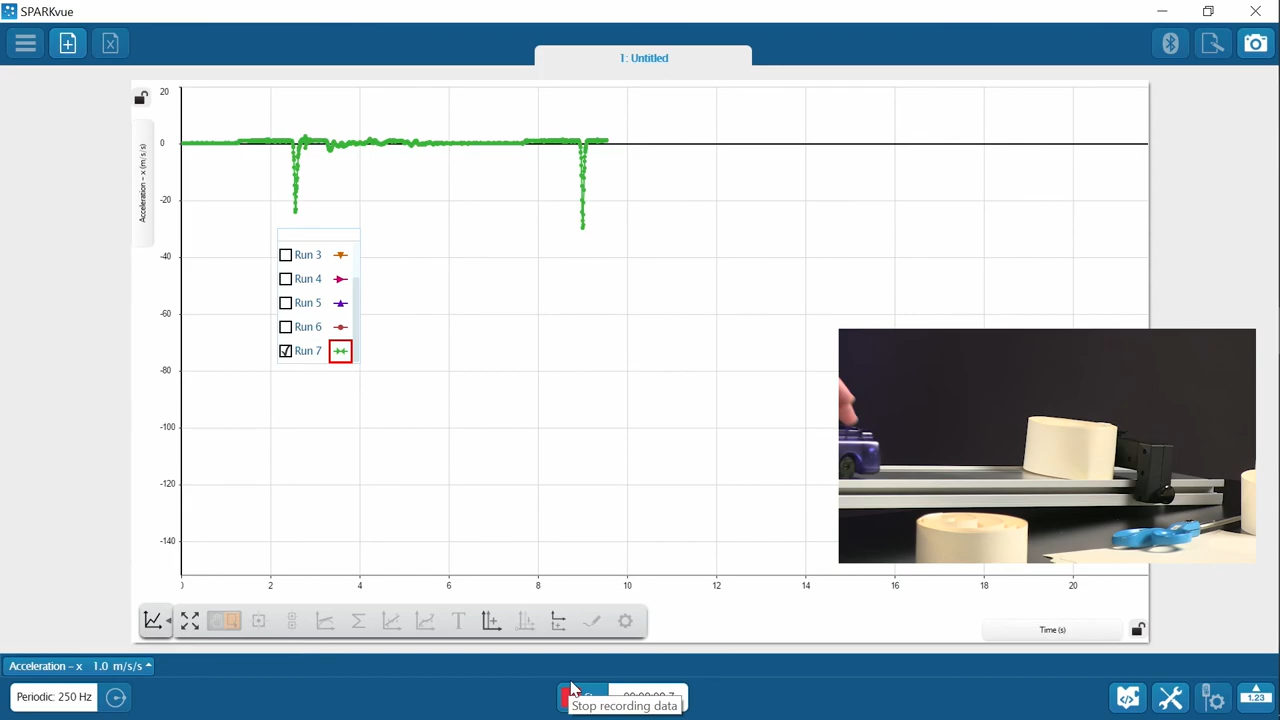 SPARKvue
1: Untitled
Acceleration – x (m/s/s)
20
0
-20
-40
-60
-80
-100
-120
-140
Run 3
Run 4
Run 5
Run 6
Run 7
2
4
6
8
10
12
14
16
18
20
Time (s)
Acceleration – x 1.0 m/s/s
Periodic: 250 Hz
Stop recording data
1.23